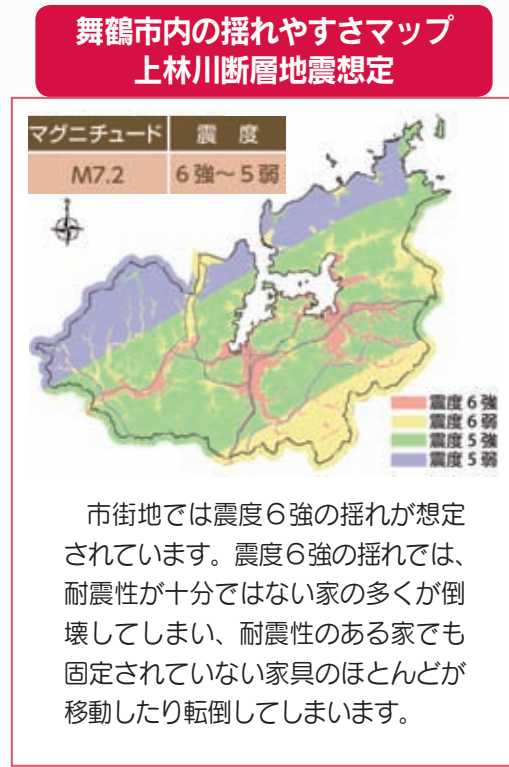 舞鶴市内の揺れやすさマップ
上林川断層地震想定
マグニチュード 震 度
M7.2 6強〜5弱
震度6強
震度6弱
震度5強
震度5弱
市街地では震度6強の揺れが想定
されています。震度6強の揺れでは、
耐震性が十分ではない家の多くが倒
壊してしまい、耐震性のある家でも
固定されていない家具のほとんどが
移動したり転倒してしまいます。